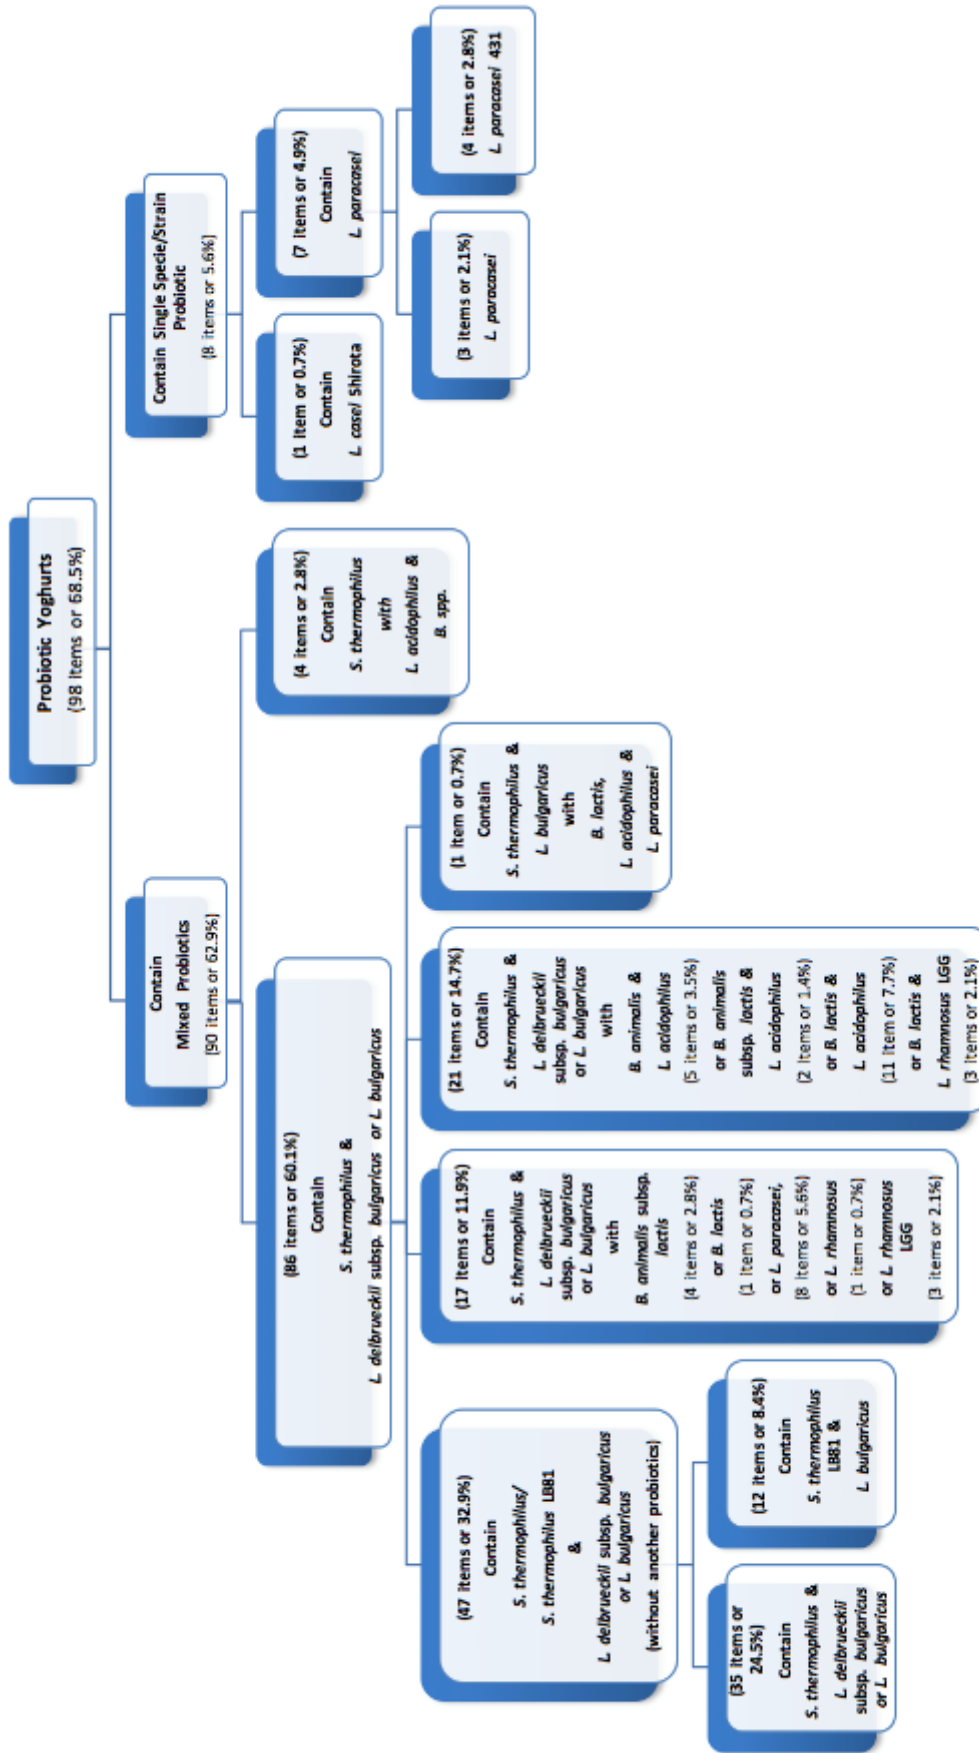 Probiotic Yoghurts
(98 items or 68.5%)
Contain
Mixed Probiotics
(90 items or 62.9%)
Contain Single Specie/Strain
Probiotic
(8 items or 5.6%)
(86 items or 60.1%)
Contain
S. thermophilus &
L. delbrueckii subsp. bulgaricus or L. bulgaricus
(4 items or 2.8%)
Contain
S. thermophilus
with
L. acidophilus &
B. spp.
(1 item or 0.7%)
Contain
L. casei Shirota
(7 items or 4.9%)
Contain
L. paracasei
(47 items or 32.9%)
Contain
S. thermophilus/
S. thermophilus LB81
&
L. delbrueckii subsp. bulgaricus
or L. bulgaricus
(without another probiotics)
(17 items or 11.9%)
Contain
S. thermophilus &
L. delbrueckii
subsp. bulgaricus
or L. bulgaricus
with
B. animalis subsp.
lactis
(4 items or 2.8%)
or B. lactis
(1 item or 0.7%)
or L. paracasei,
(8 items or 5.6%)
or L. rhamnosus
(1 item or 0.7%)
or L. rhamnosus
LGG
(3 items or 2.1%)
(21 items or 14.7%)
Contain
S. thermophilus &
L. delbrueckii
subsp. bulgaricus
or L. bulgaricus
with
B. animalis &
L. acidophilus
(5 items or 3.5%)
or B. animalis
subsp. lactis &
L. acidophilus
(2 items or 1.4%)
or B. lactis &
L. acidophilus
(11 item or 7.7%)
or B. lactis &
L. rhamnosus LGG
(3 items or 2.1%)
(1 item or 0.7%)
Contain
S. thermophilus &
L. bulgaricus
with
B. lactis,
L. acidophilus &
L. paracasei
(3 items or 2.1%)
L. paracasei
(4 items or 2.8%)
L. paracasei 431
(35 items or
24.5%)
Contain
S. thermophilus &
L. delbrueckii
subsp. bulgaricus
or L. bulgaricus
(12 items or 8.4%)
Contain
S. thermophilus
LB81 &
L. bulgaricus